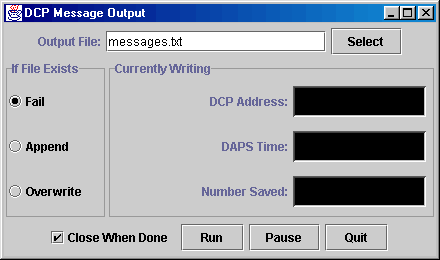 DCP Message Output
Output File: messages.txt Select
If File Exists Currently Writing
Fail DCP Address:
Append DAPS Time:
Overwrite Number Saved:
Close When Done Run Pause Quit